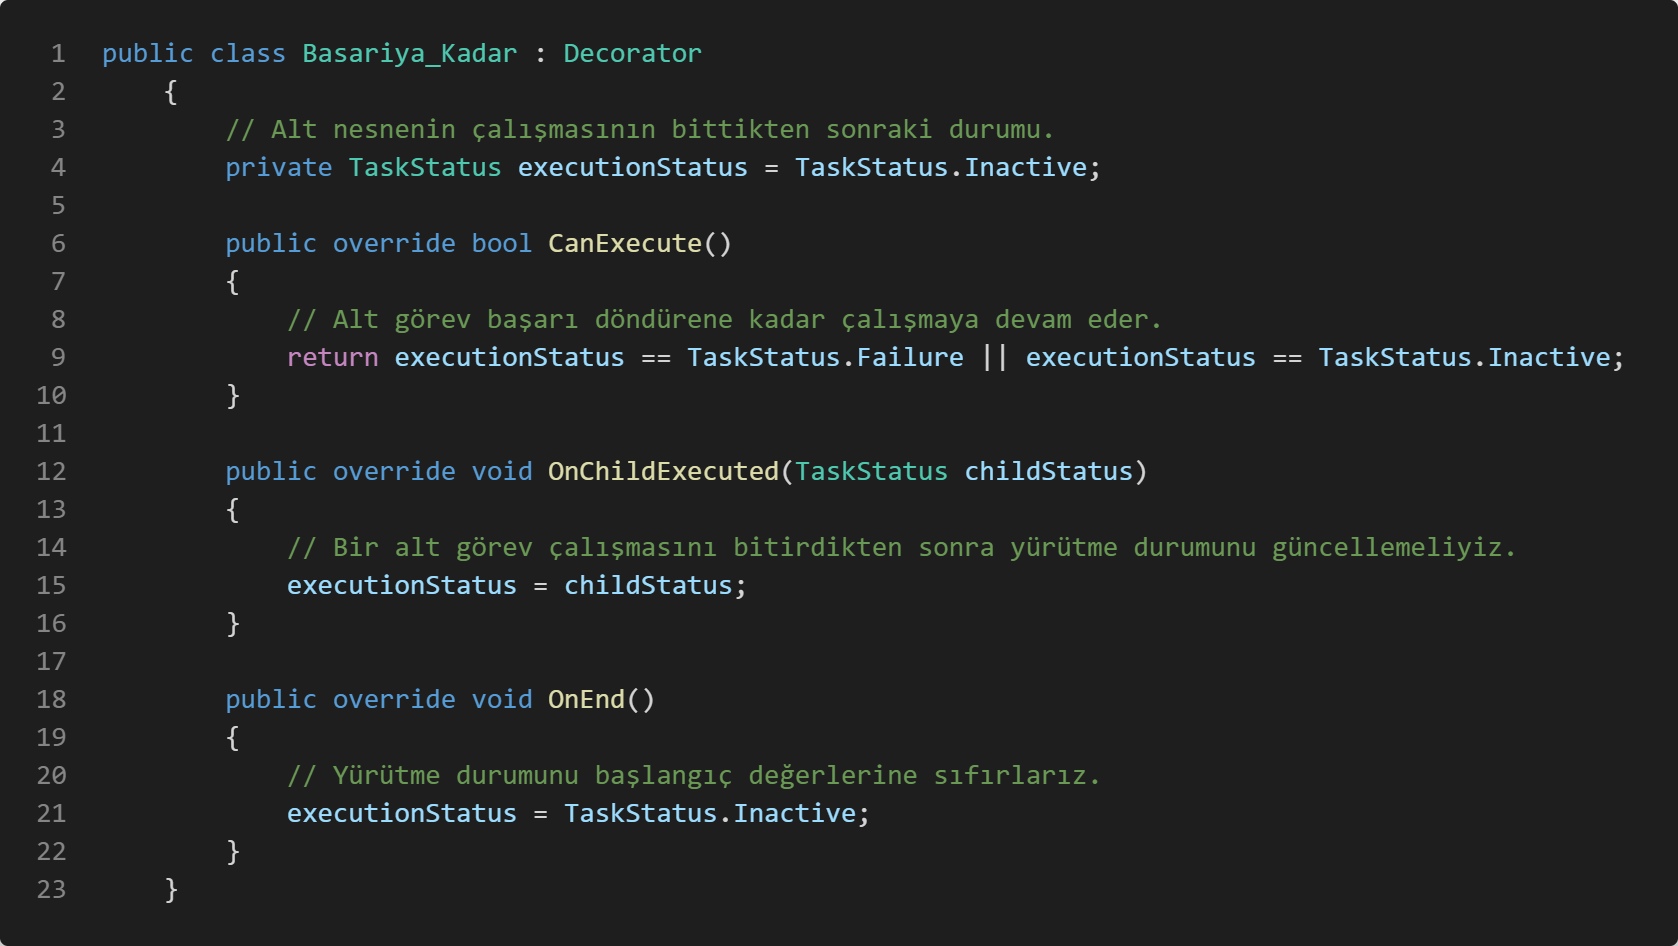 1 public class Basariya_Kadar : Decorator
2     {
3         // Alt nesnenin çalışmasının bittikten sonraki durumu.
4         private TaskStatus executionStatus = TaskStatus.Inactive;
5
6         public override bool CanExecute()
7         {
8             // Alt görev başarı döndürene kadar çalışmaya devam eder.
9             return executionStatus == TaskStatus.Failure || executionStatus == TaskStatus.Inactive;
10         }
11
12         public override void OnChildExecuted(TaskStatus childStatus)
13         {
14             // Bir alt görev çalışmasını bitirdikten sonra yürütme durumunu güncellemeliyiz.
15             executionStatus = childStatus;
16         }
17
18         public override void OnEnd()
19         {
20             // Yürütme durumunu başlangıç değerlerine sıfırlarız.
21             executionStatus = TaskStatus.Inactive;
22         }
23     }